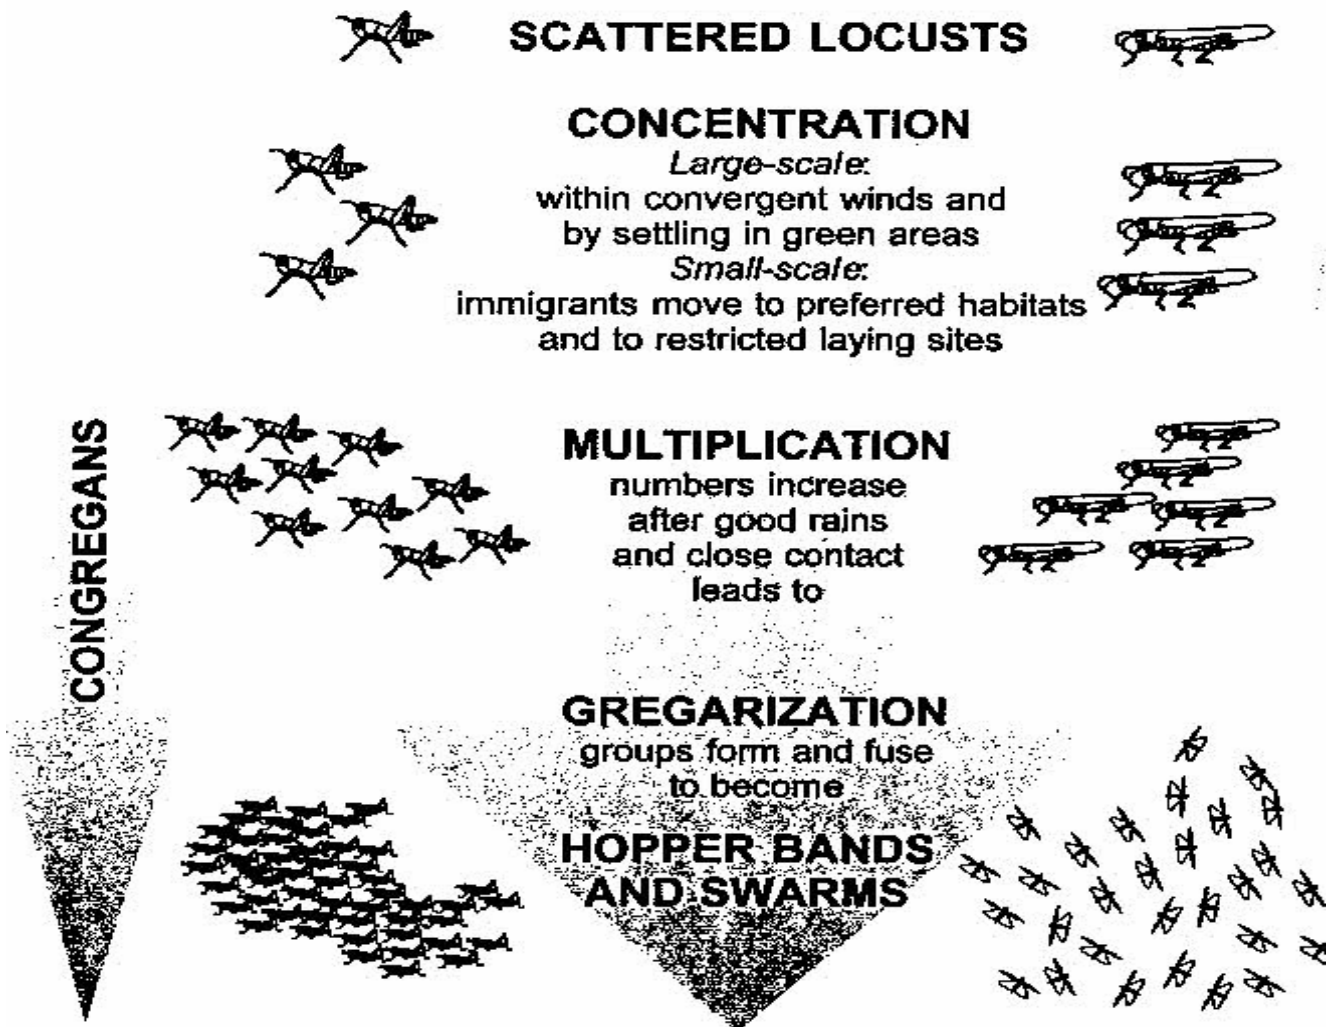 SCATTERED LOCUSTS
CONCENTRATION
Large-scale:
within convergent winds and
by settling in green areas
Small-scale:
immigrants move to preferred habitats
and to restricted laying sites
CONGREGANS
MULTIPLICATION
numbers increase
after good rains
and close contact
leads to
GREGARIZATION
groups form and fuse
to become
HOPPER BANDS
AND SWARMS